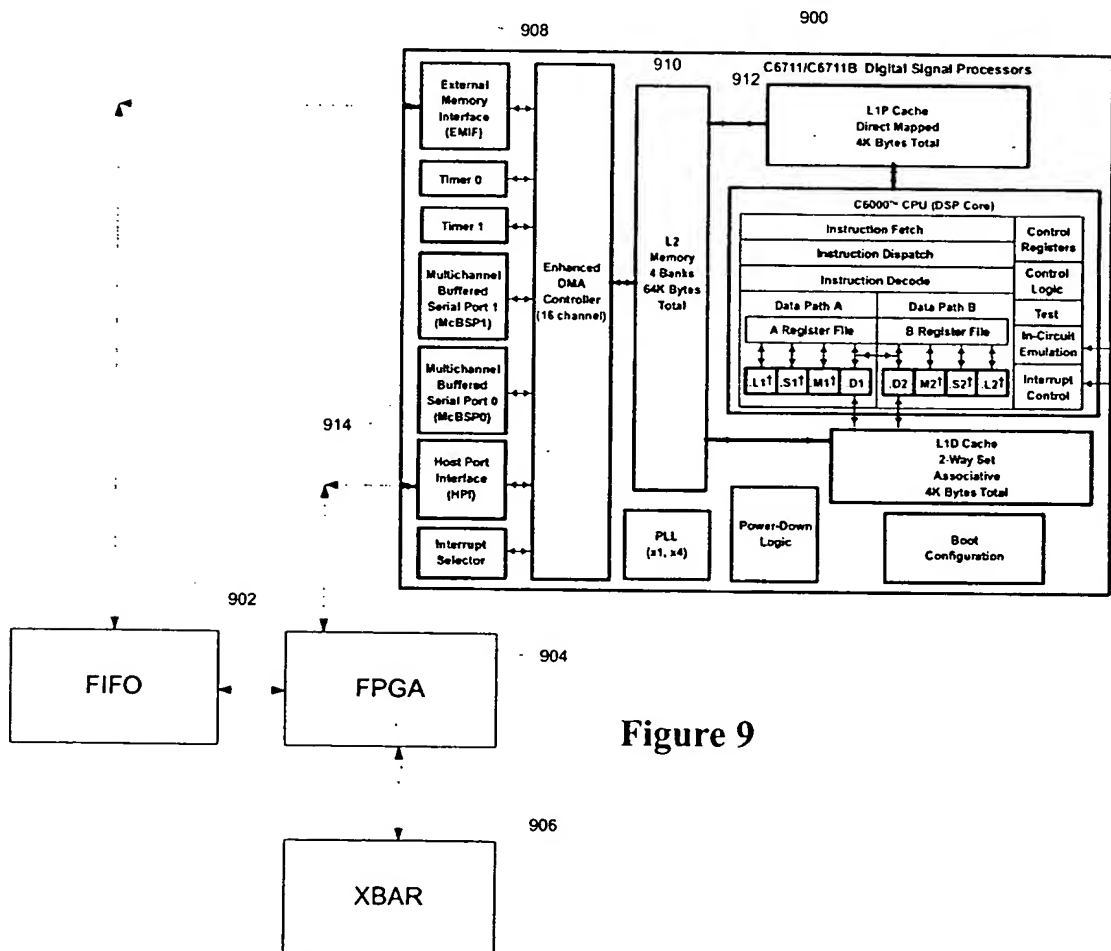 900
908
C6711/C6711B Digital Signal Processors
910
912
External
Memory
Interface
(EMIF)
Timer 0
Timer 1
Multichannel
Buffered
Serial Port 1
(McBSP1)
Multichannel
Buffered
Serial Port 0
(McBSP0)
914
Host Port
Interface
(HPI)
Interrupt
Selector
Enhanced
DMA
Controller
(16 channel)
L2
Memory
4 Banks
64K Bytes
Total
L1P Cache
Direct Mapped
4K Bytes Total
C6000™ CPU (DSP Core)
Instruction Fetch
Instruction Dispatch
Instruction Decode
Data Path A
Data Path B
A Register File
B Register File
.L1† .S1† .M1† .D1
.D2 .M2† .S2† .L2†
Control
Registers
Control
Logic
Test
In-Circuit
Emulation
Interrupt
Control
L1D Cache
2-Way Set
Associative
4K Bytes Total
PLL
(x1, x4)
Power-Down
Logic
Boot
Configuration
902
FIFO
904
FPGA
Figure 9
906
XBAR